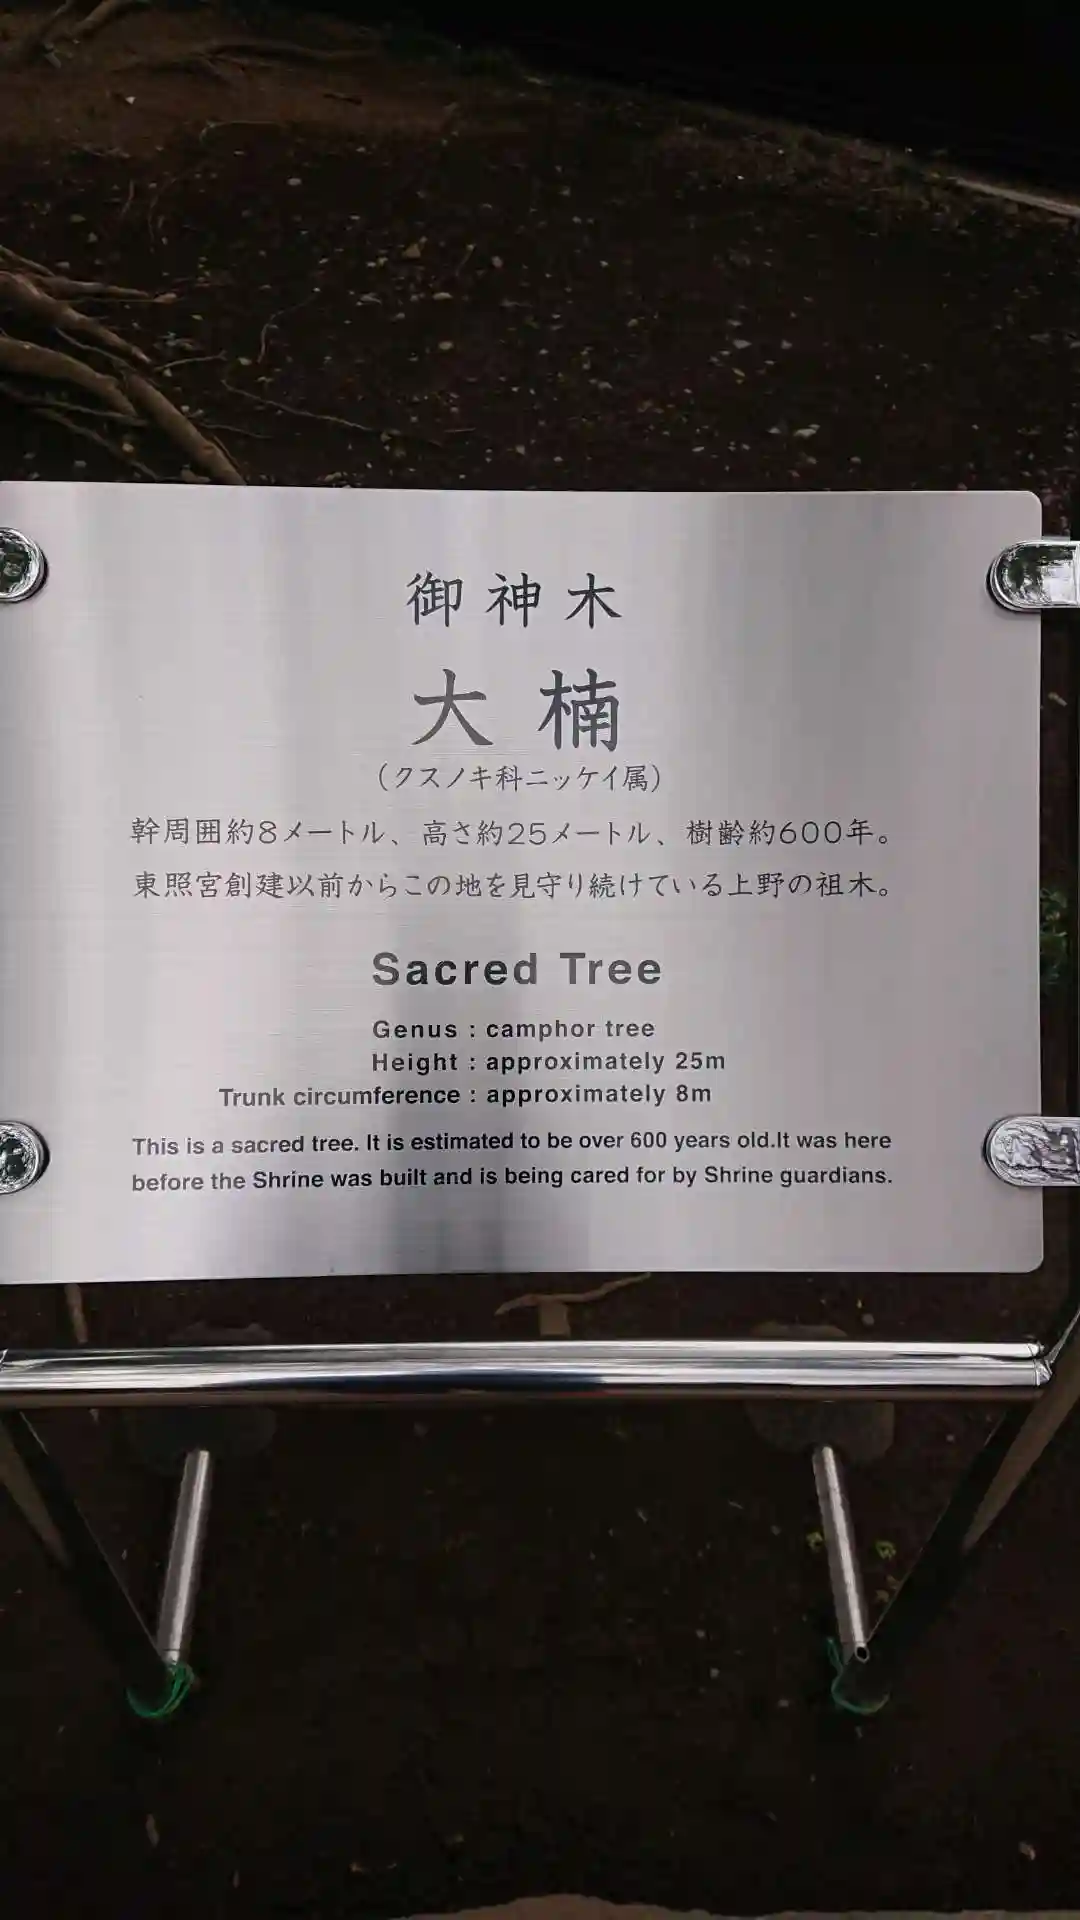 御神木
大楠
（クスノキ科ニッケイ属）
幹周囲約8メートル、高さ約25メートル、樹齢約600年。
東照宮創建以前からこの地を見守り続けている上野の祖木。
Sacred Tree
Genus : camphor tree
Height : approximately 25m
Trunk circumference : approximately 8m
This is a sacred tree. It is estimated to be over 600 years old.It was here
before the Shrine was built and is being cared for by Shrine guardians.